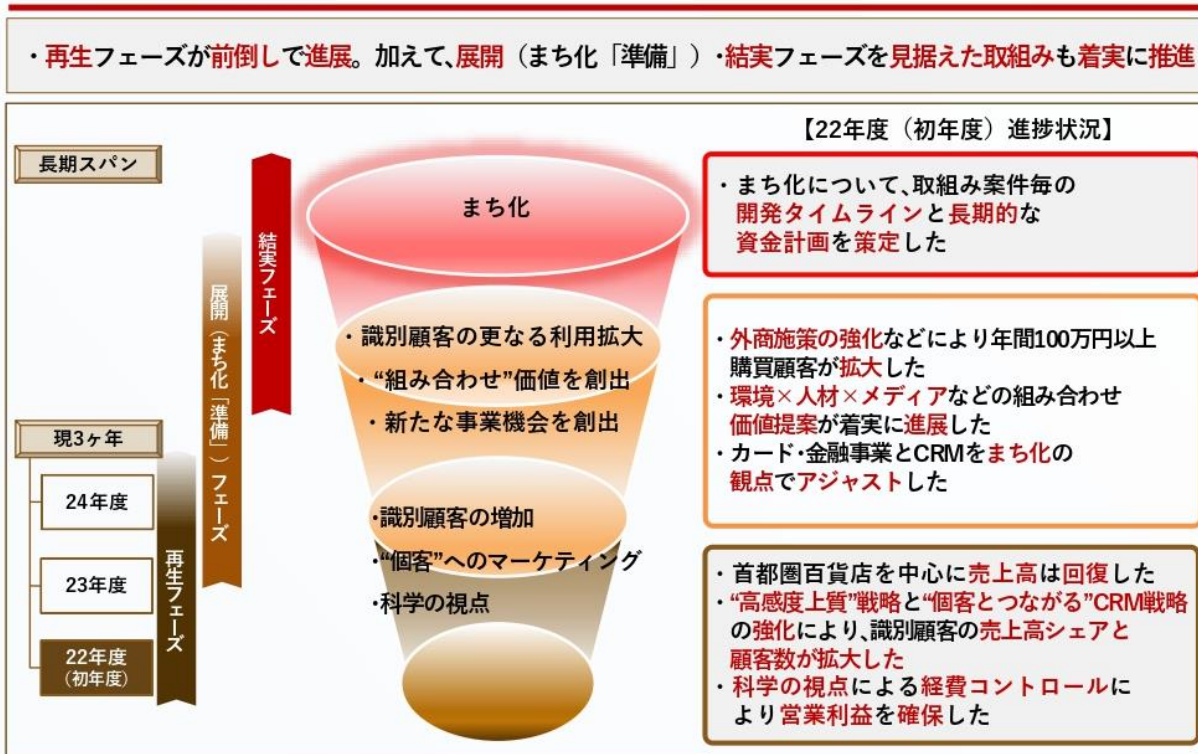 ・再生フェーズが前倒しで進展。加えて、展開（まち化「準備」）・結実フェーズを見据えた取組みも着実に推進
長期スパン
現3ヶ年
24年度
23年度
22年度
(初年度)
再生フェーズ
展開（まち化「準備」）フェーズ
結実フェーズ
まち化
・識別顧客の更なる利用拡大
・“組み合わせ”価値を創出
・新たな事業機会を創出
・識別顧客の増加
・“個客”へのマーケティング
・科学の視点
【22年度（初年度）進捗状況】
・まち化について、取組み案件毎の
開発タイムラインと長期的な
資金計画を策定した
・外商施策の強化などにより年間100万円以上
購買顧客が拡大した
・環境×人材×メディアなどの組み合わせ
価値提案が着実に進展した
・カード・金融事業とCRMをまち化の
観点でアジャストした
・首都圏百貨店を中心に売上高は回復した
・“高感度上質”戦略と“個客とつながる”CRM戦略
の強化により、識別顧客の売上高シェアと
顧客数が拡大した
・科学の視点による経費コントロールに
より営業利益を確保した